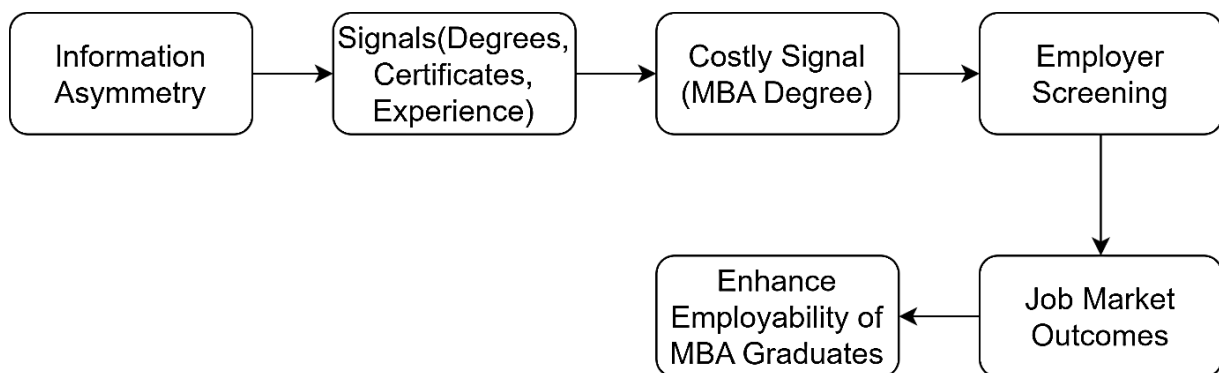 Information
Asymmetry
Signals(Degrees,
Certificates,
Experience)
Costly Signal
(MBA Degree)
Employer
Screening
Job Market
Outcomes
Enhance
Employability of
MBA Graduates